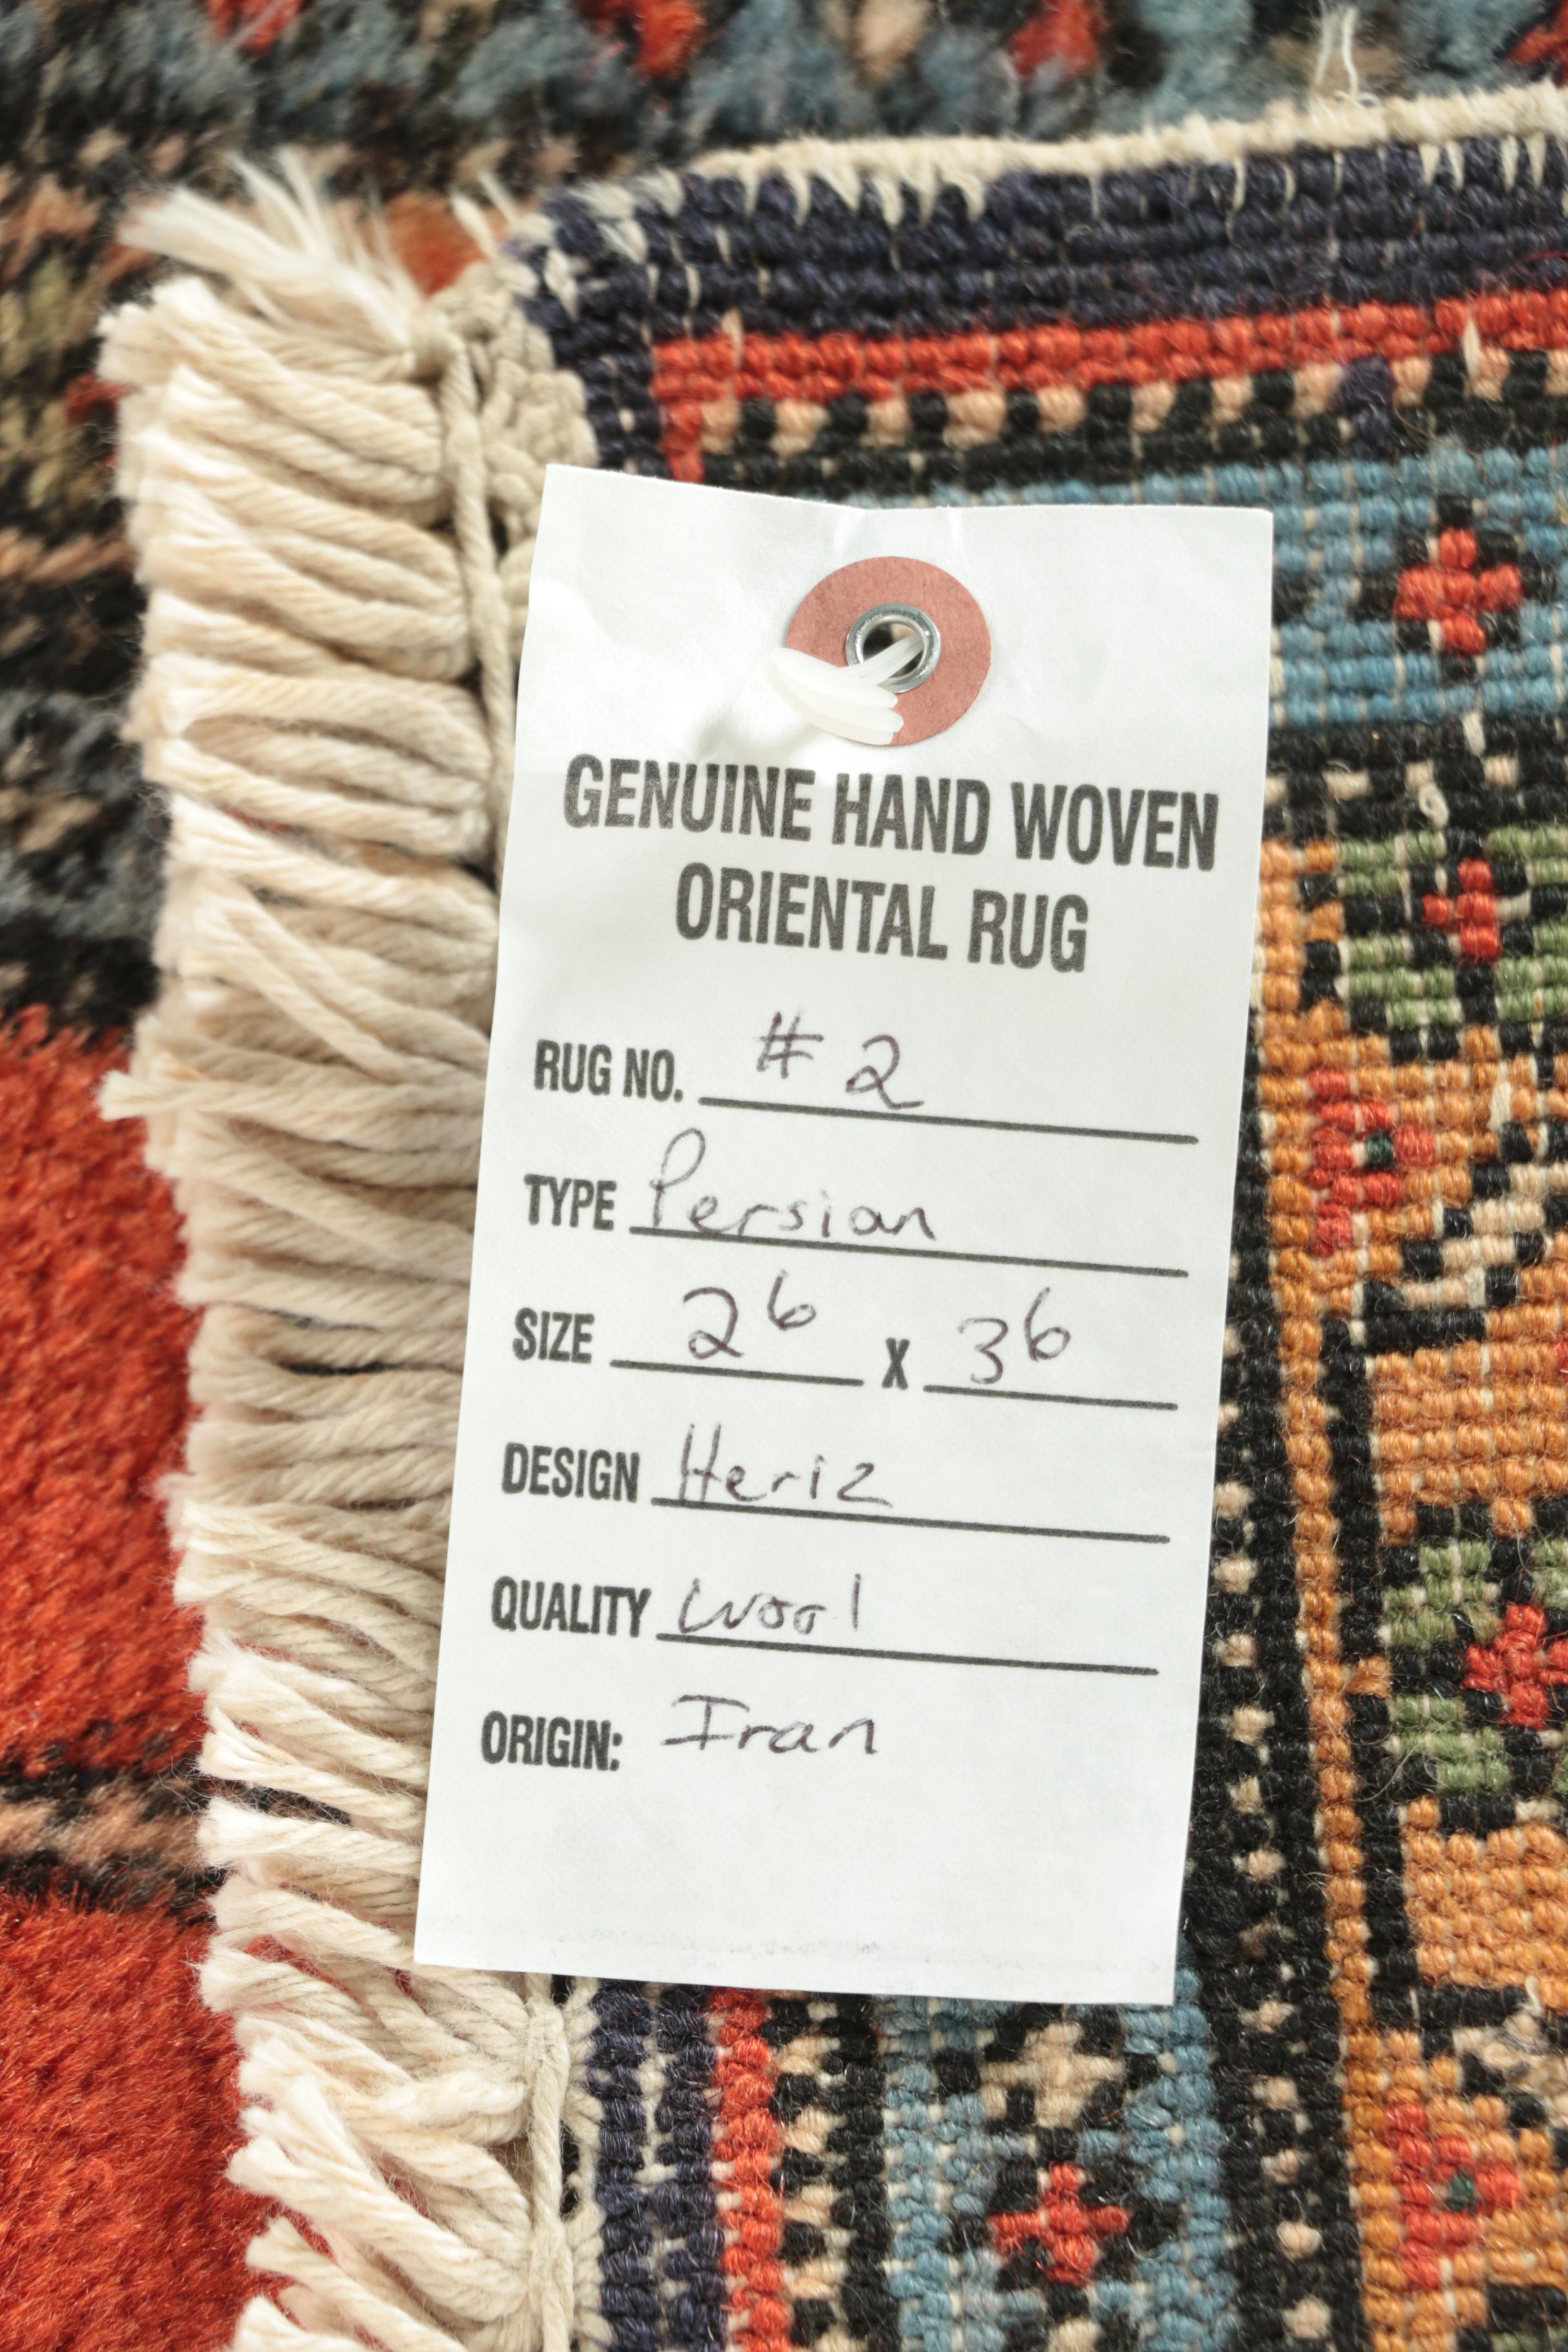 GENUINE HAND WOVEN
ORIENTAL RUG
RUG NO. #2
TYPE Persian
SIZE 2⁶ X 3⁶
DESIGN Heriz
QUALITY Wool
ORIGIN: Iran